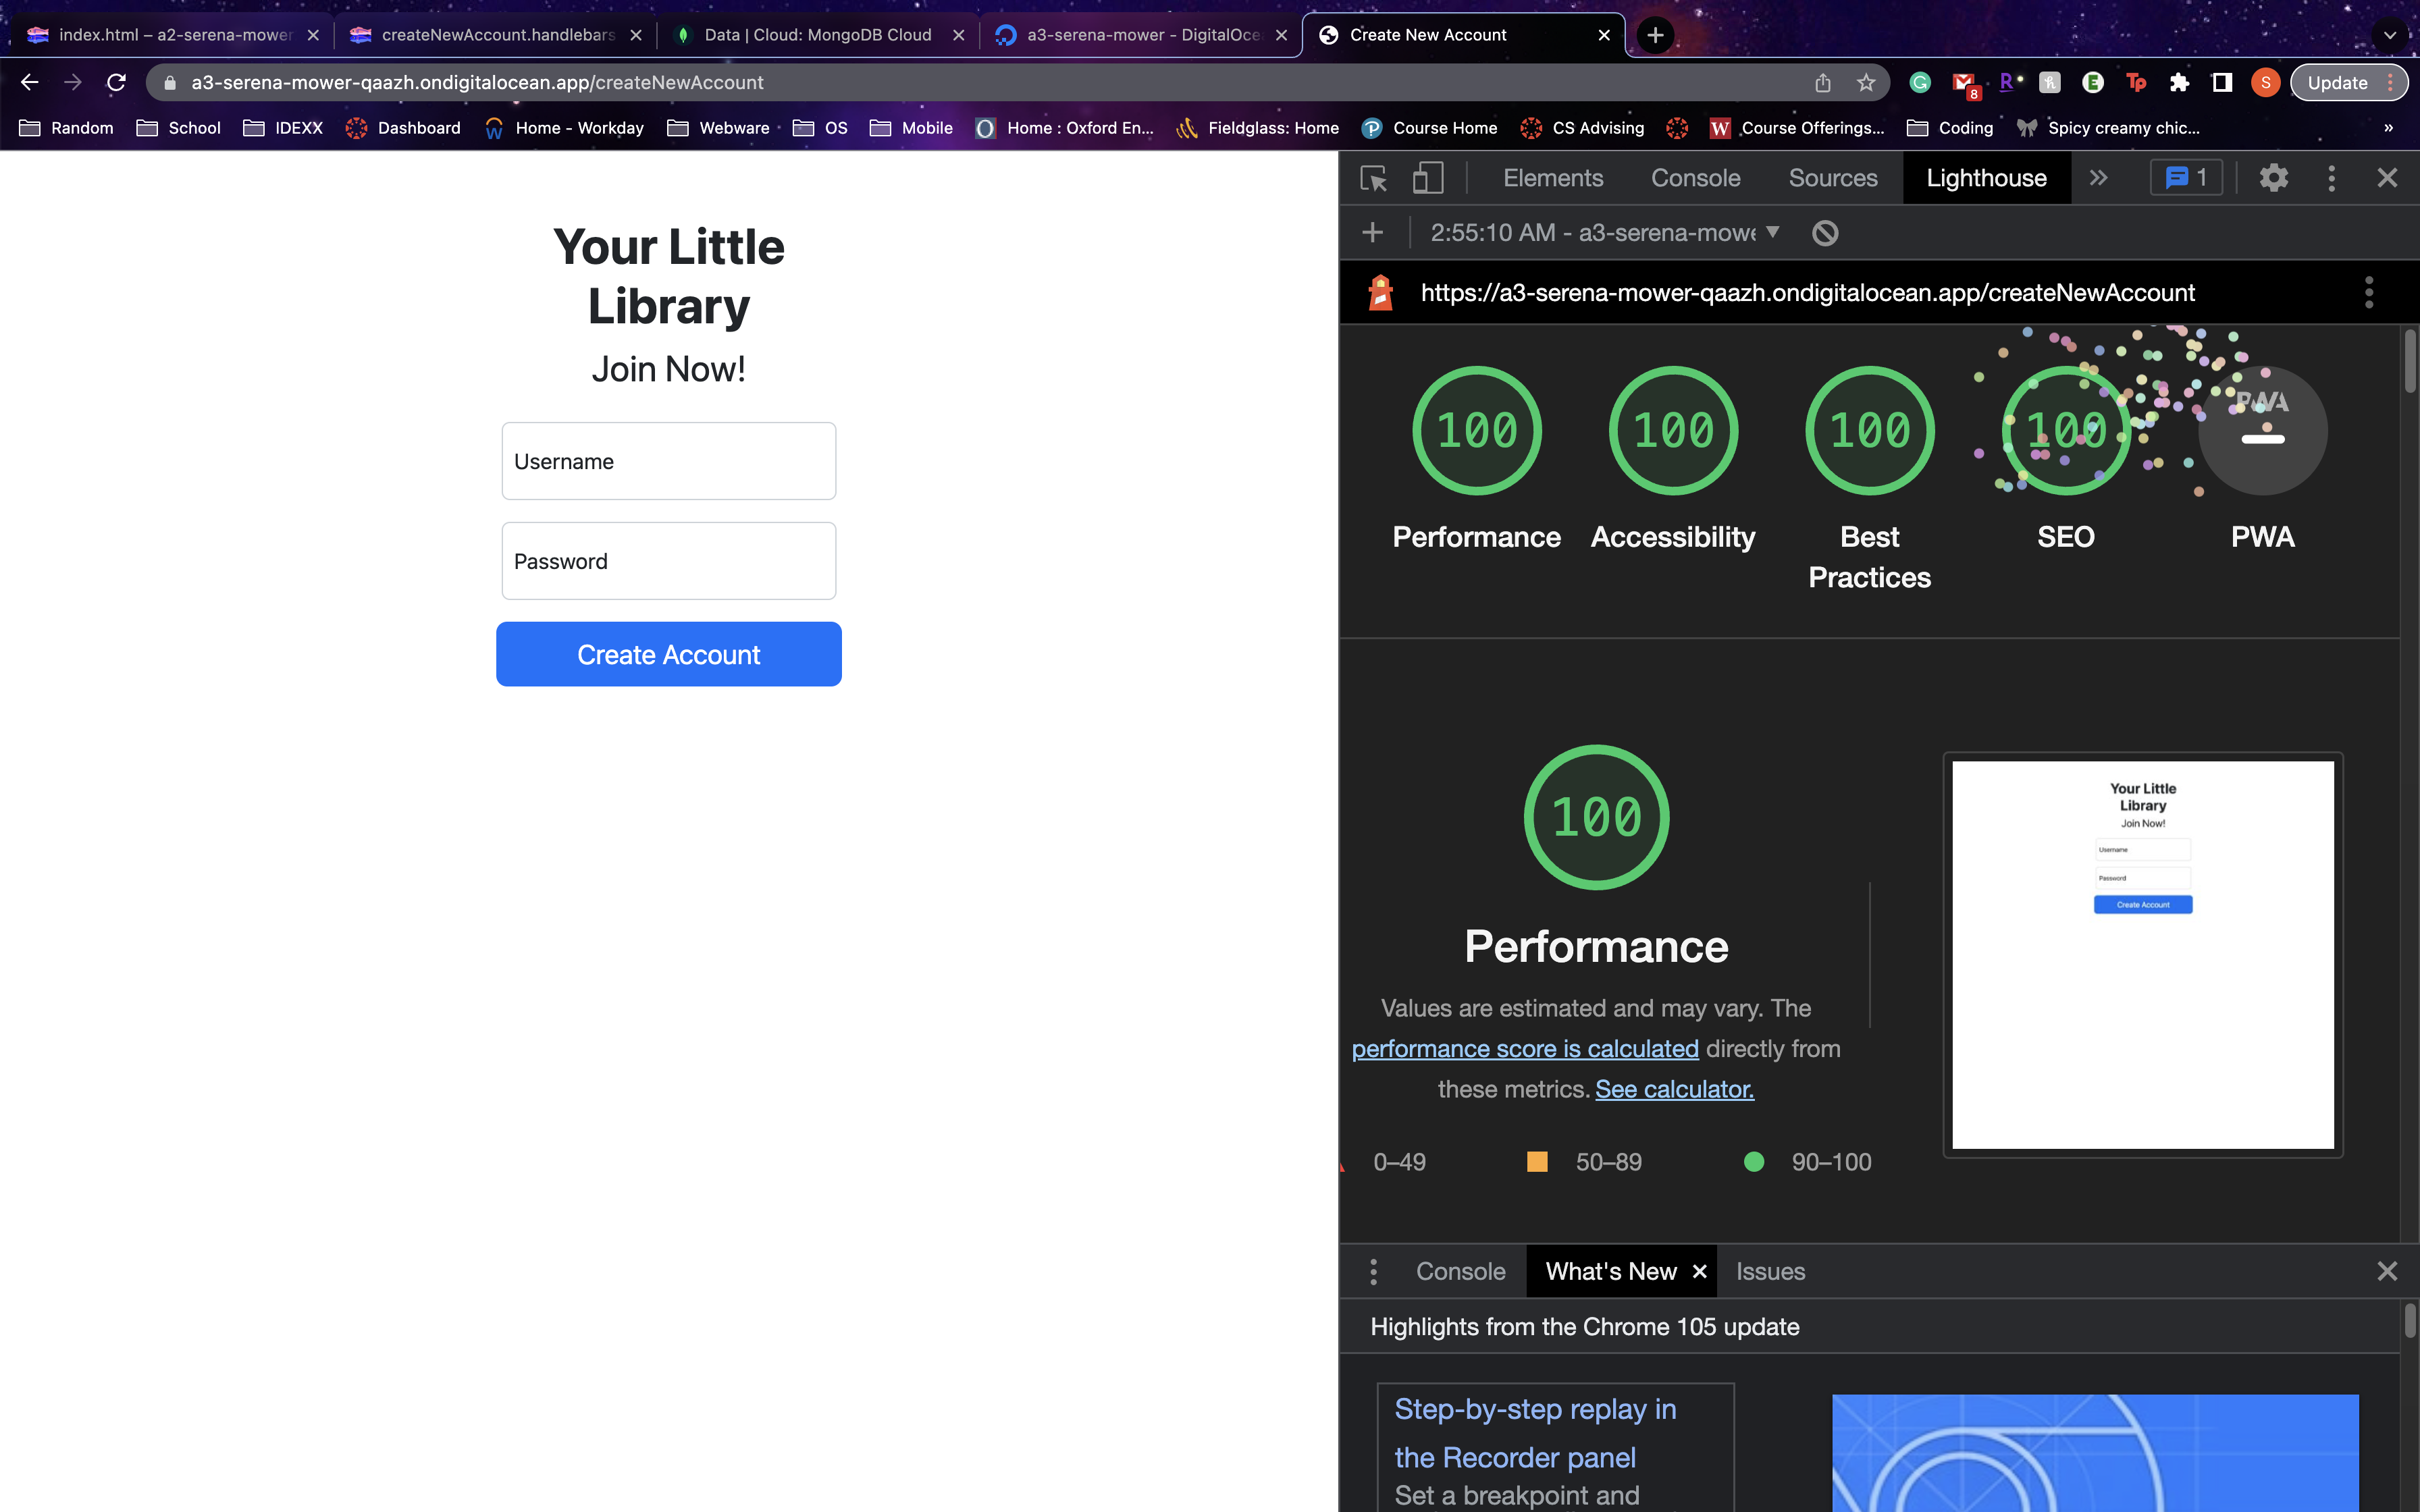 index.html – a2-serena-mower
createNewAccount.handlebars
Data | Cloud: MongoDB Cloud
a3-serena-mower - DigitalOce
Create New Account
a3-serena-mower-qaazh.ondigitalocean.app/createNewAccount
8
S
Update
Random
School
IDEXX
Dashboard
Home - Workday
Webware
OS
Mobile
Home : Oxford En...
Fieldglass: Home
Course Home
CS Advising
Course Offerings...
Coding
Spicy creamy chic...
»
Your Little
Library
Join Now!
Username
Password
Create Account
Elements
Console
Sources
Lighthouse
1
2:55:10 AM - a3-serena-mowe
https://a3-serena-mower-qaazh.ondigitalocean.app/createNewAccount
100
100
100
100
PWA
Performance
Accessibility
Best
Practices
SEO
PWA
100
Performance
Values are estimated and may vary. The
performance score is calculated directly from
these metrics. See calculator.
0–49
50–89
90–100
Your Little
Library
Join Now!
Username
Password
Create Account
Console
What's New
Issues
Highlights from the Chrome 105 update
Step-by-step replay in
the Recorder panel
Set a breakpoint and